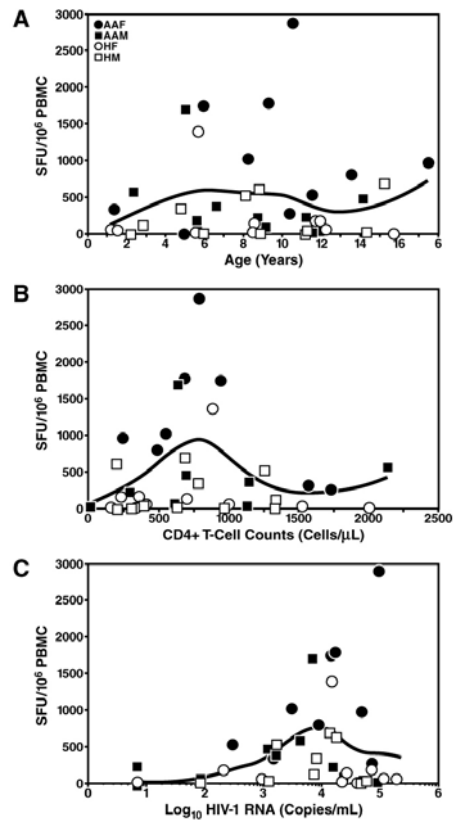 A
SFU/10⁶ PBMC
3000
2500
2000
1500
1000
500
0
AAF
AAM
HF
HM
0 2 4 6 8 10 14 16 15 6
Age (Years)
B
SFU/10⁶ PBMC
3000
2500
2000
1500
1000
500
0
0 500 1000 1500 2000 2500
CD4+ T-Cell Counts (Cells/µL)
C
SFU/10⁶ PBMC
3000
2500
2000
1500
1000
500
0
0 1 2 3 4 5 6
Log₁₀ HIV-1 RNA (Copies/mL)